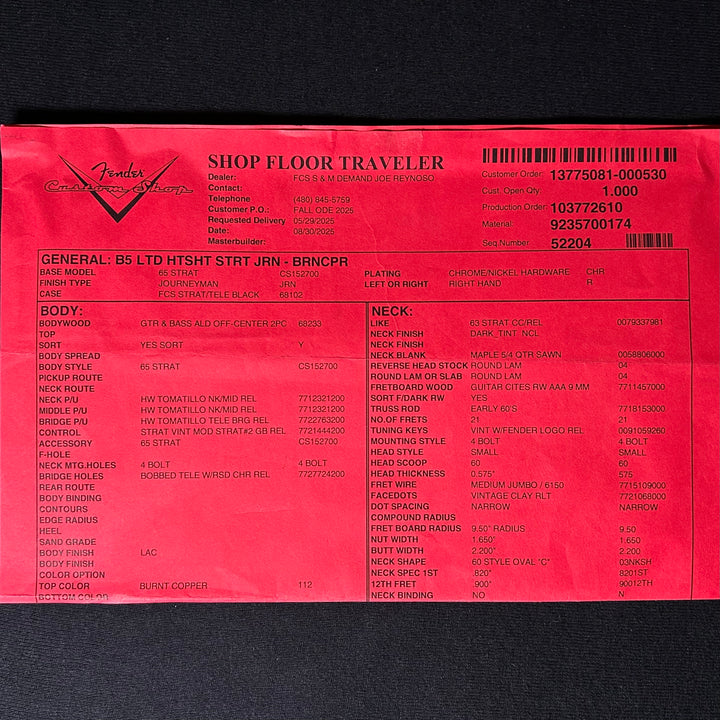 Fender
Custom Shop
SHOP FLOOR TRAVELER
Dealer: FCS S & M DEMAND JOE REYNOSO
Contact:
Telephone (480) 845-5759
Customer P.O.: FALL ODE 2025
Requested Delivery 05/29/2025
Date: 08/30/2025
Masterbuilder:
Customer Order: 13775081-000530
Cust. Open Qty: 1.000
Production Order: 103772610
Material: 9235700174
Seq.Number: 52204
GENERAL: B5 LTD HTSHT STRT JRN - BRNCPR
BASE MODEL 65 STRAT CS152700 PLATING CHROME/NICKEL HARDWARE CHR
FINISH TYPE JOURNEYMAN JRN LEFT OR RIGHT RIGHT HAND R
CASE FCS STRAT/TELE BLACK 68102
BODY:
BODYWOOD GTR & BASS ALD OFF-CENTER 2PC 68233
TOP
SORT YES SORT Y
BODY SPREAD
BODY STYLE 65 STRAT CS152700
PICKUP ROUTE
NECK ROUTE
NECK P/U HW TOMATILLO NK/MID REL 7712321200
MIDDLE P/U HW TOMATILLO NK/MID REL 7712321200
BRIDGE P/U HW TOMATILLO TELE BRG REL 7722763200
CONTROL STRAT VINT MOD STRAT#2 GB REL 7721444200
ACCESSORY 65 STRAT CS152700
F-HOLE
NECK MTG.HOLES 4 BOLT 4 BOLT
BRIDGE HOLES BOBBED TELE W/RSD CHR REL 7727724200
REAR ROUTE
BODY BINDING
CONTOURS
EDGE RADIUS
HEEL
SAND GRADE
BODY FINISH LAC
BODY FINISH
COLOR OPTION
TOP COLOR BURNT COPPER 112
BOTTOM COLOR
NECK:
LIKE 63 STRAT CC/REL 0079337981
NECK FINISH DARK_TINT_NCL
NECK FINISH
NECK BLANK MAPLE 5/4 QTR SAWN 0058806000
REVERSE HEAD STOCK ROUND LAM 04
ROUND LAM OR SLAB ROUND LAM 04
FRETBOARD WOOD GUITAR CITES RW AAA 9 MM 7711457000
SORT F/DARK RW YES
TRUSS ROD EARLY 60'S 7718153000
NO.OF FRETS 21 21
TUNING KEYS VINT W/FENDER LOGO REL 0091059260
MOUNTING STYLE 4 BOLT 4 BOLT
HEAD STYLE SMALL SMALL
HEAD SCOOP 60 60
HEAD THICKNESS 0.575" 575
FRET WIRE MEDIUM JUMBO / 6150 7715109000
FACEDOTS VINTAGE CLAY RLT 7721068000
DOT SPACING NARROW NARROW
COMPOUND RADIUS
FRET BOARD RADIUS 9.50" RADIUS 9.50
NUT WIDTH 1.650" 1.650
BUTT WIDTH 2.200" 2.200
NECK SHAPE 60 STYLE OVAL "C" 03NKSH
NECK SPEC 1ST .820" 8201ST
12TH FRET .900" 90012TH
NECK BINDING NO N